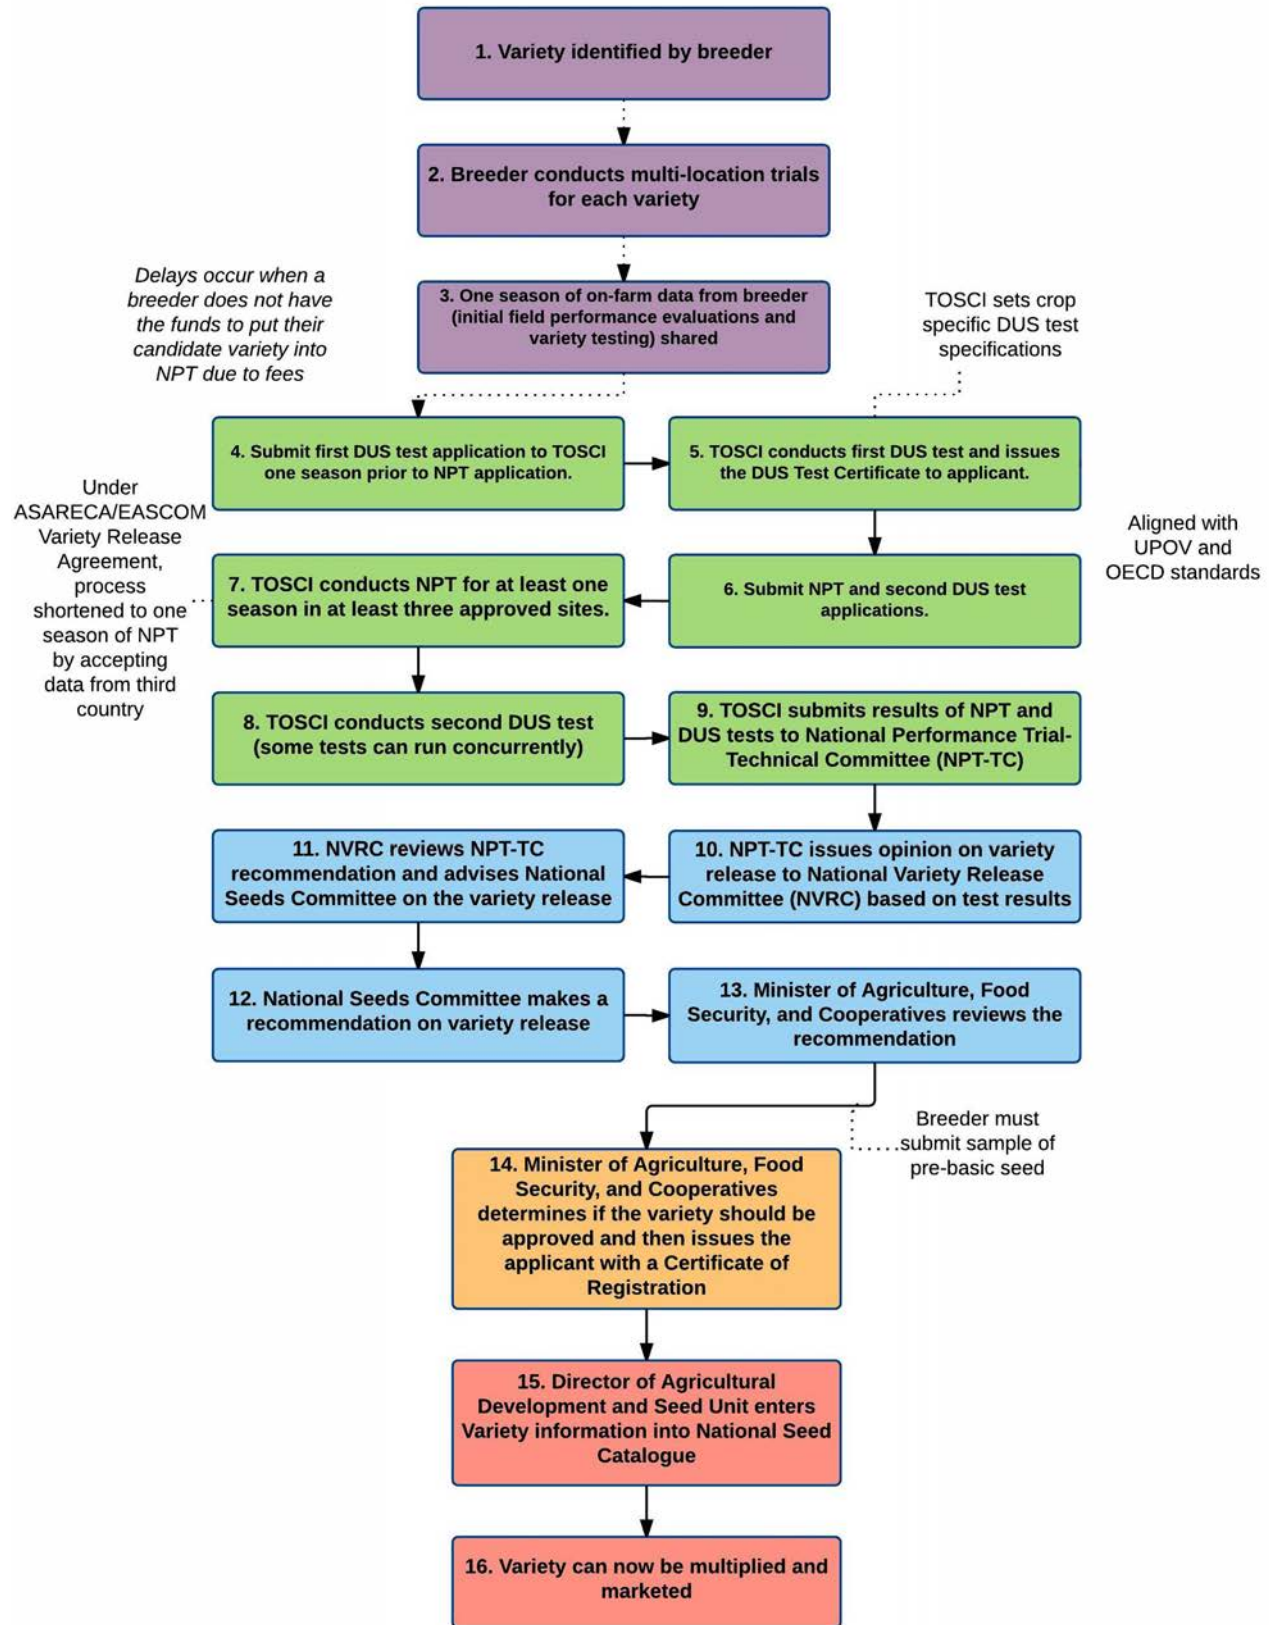 1. Variety identified by breeder
2. Breeder conducts multi-location trials
for each variety
Delays occur when a
breeder does not have
the funds to put their
candidate variety into
NPT due to fees
3. One season of on-farm data from breeder
(initial field performance evaluations and
variety testing) shared
TOSCI sets crop
specific DUS test
specifications
4. Submit first DUS test application to TOSCI
one season prior to NPT application.
5. TOSCI conducts first DUS test and issues
the DUS Test Certificate to applicant.
Under
ASARECA/EASCOM
Variety Release
Agreement,
process
shortened to one
season of NPT
by accepting
data from third
country
Aligned with
UPOV and
OECD standards
7. TOSCI conducts NPT for at least one
season in at least three approved sites.
6. Submit NPT and second DUS test
applications.
8. TOSCI conducts second DUS test
(some tests can run concurrently)
9. TOSCI submits results of NPT and
DUS tests to National Performance Trial-
Technical Committee (NPT-TC)
11. NVRC reviews NPT-TC
recommendation and advises National
Seeds Committee on the variety release
10. NPT-TC issues opinion on variety
release to National Variety Release
Committee (NVRC) based on test results
12. National Seeds Committee makes a
recommendation on variety release
13. Minister of Agriculture, Food
Security, and Cooperatives reviews the
recommendation
Breeder must
submit sample of
pre-basic seed
14. Minister of Agriculture, Food
Security, and Cooperatives
determines if the variety should be
approved and then issues the
applicant with a Certificate of
Registration
15. Director of Agricultural
Development and Seed Unit enters
Variety information into National Seed
Catalogue
16. Variety can now be multiplied and
marketed